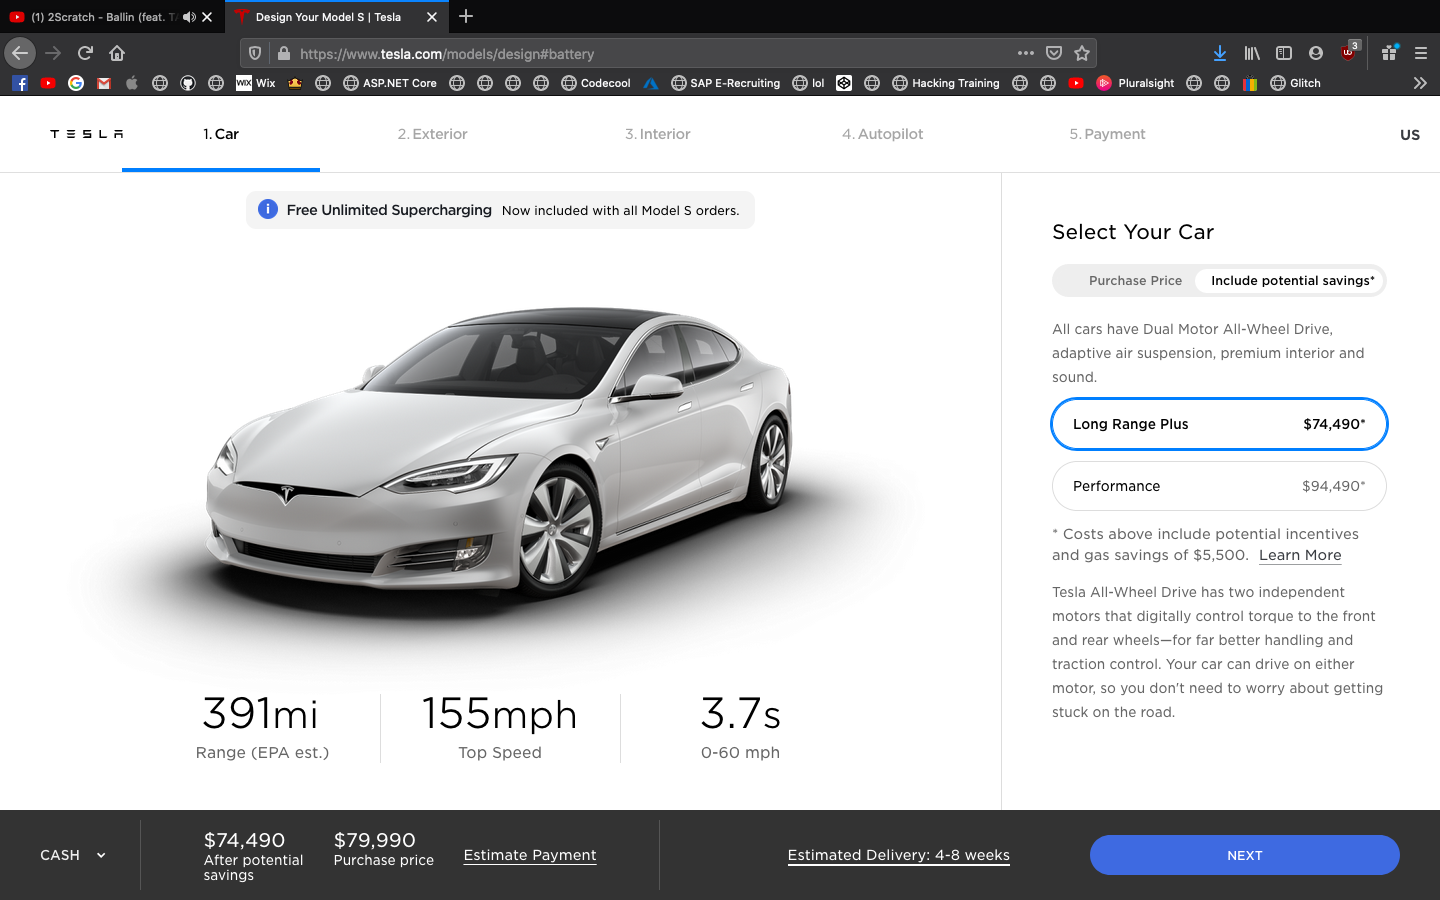 (1) 2Scratch - Ballin (feat.
Design Your Model S | Tesla
https://www.tesla.com/models/design#battery
3
WIX Wix
ASP.NET Core
Codecool
SAP E-Recruiting
lol
Hacking Training
Pluralsight
Glitch
TESLA
1. Car
2. Exterior
3. Interior
4. Autopilot
5. Payment
US
i Free Unlimited Supercharging Now included with all Model S orders.
391mi
Range (EPA est.)
155mph
Top Speed
3.7s
0-60 mph
Select Your Car
Purchase Price
Include potential savings*
All cars have Dual Motor All-Wheel Drive,
adaptive air suspension, premium interior and
sound.
Long Range Plus $74,490*
Performance $94,490*
* Costs above include potential incentives
and gas savings of $5,500. Learn More
Tesla All-Wheel Drive has two independent
motors that digitally control torque to the front
and rear wheels—for far better handling and
traction control. Your car can drive on either
motor, so you don't need to worry about getting
stuck on the road.
CASH
$74,490
After potential
savings
$79,990
Purchase price
Estimate Payment
Estimated Delivery: 4-8 weeks
NEXT